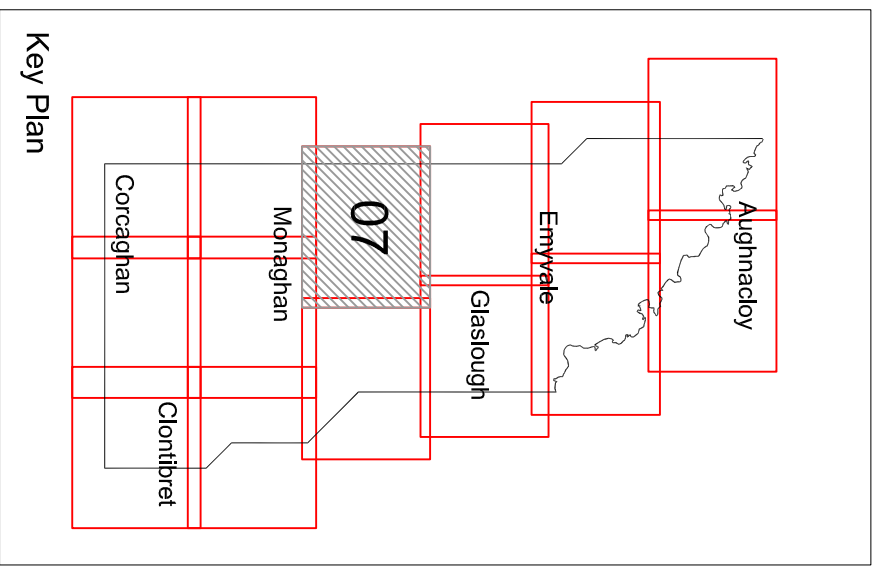 Aughnacloy
Emyvale
Glaslough
07
Monaghan
Clontibret
Corcaghan
Key Plan